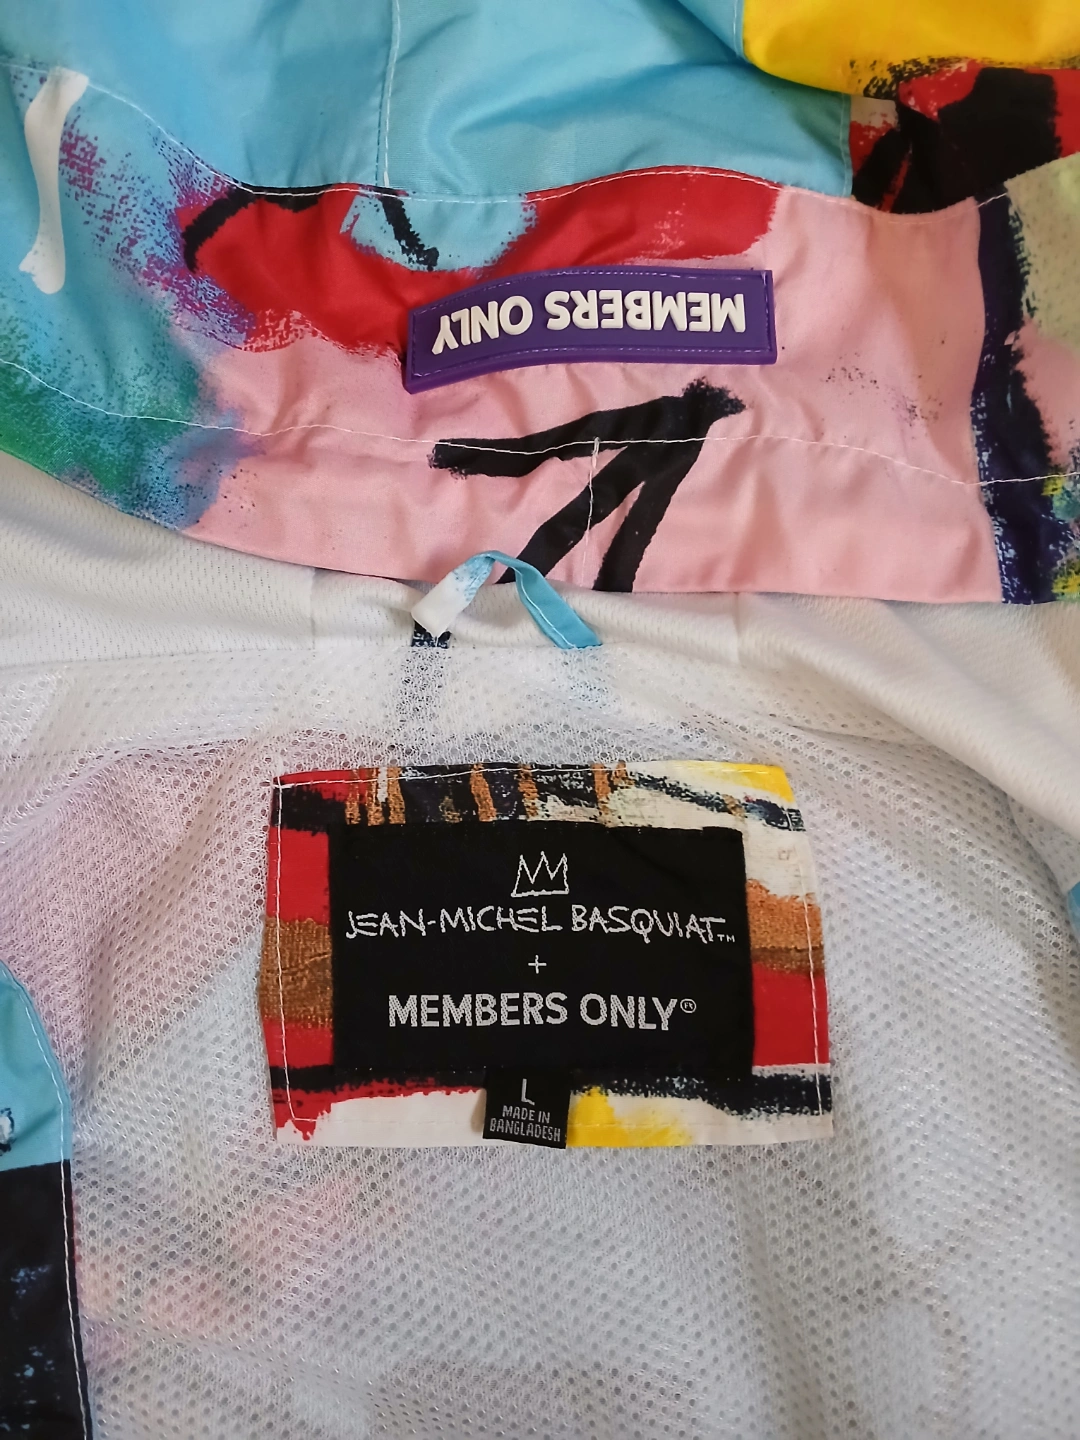 MEMBERS ONLY
JEAN-MICHEL BASQUIAT™
+
MEMBERS ONLY®
L
MADE IN
BANGLADESH